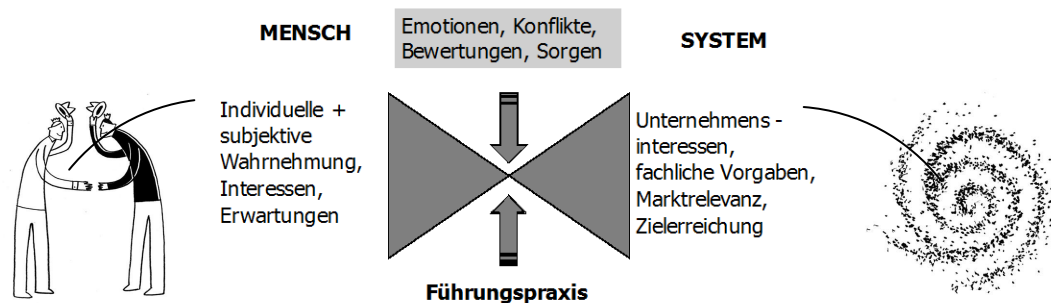 MENSCH
Emotionen, Konflikte,
Bewertungen, Sorgen
SYSTEM
Individuelle +
subjektive
Wahrnehmung,
Interessen,
Erwartungen
Unternehmens -
interessen,
fachliche Vorgaben,
Marktrelevanz,
Zielerreichung
Führungspraxis